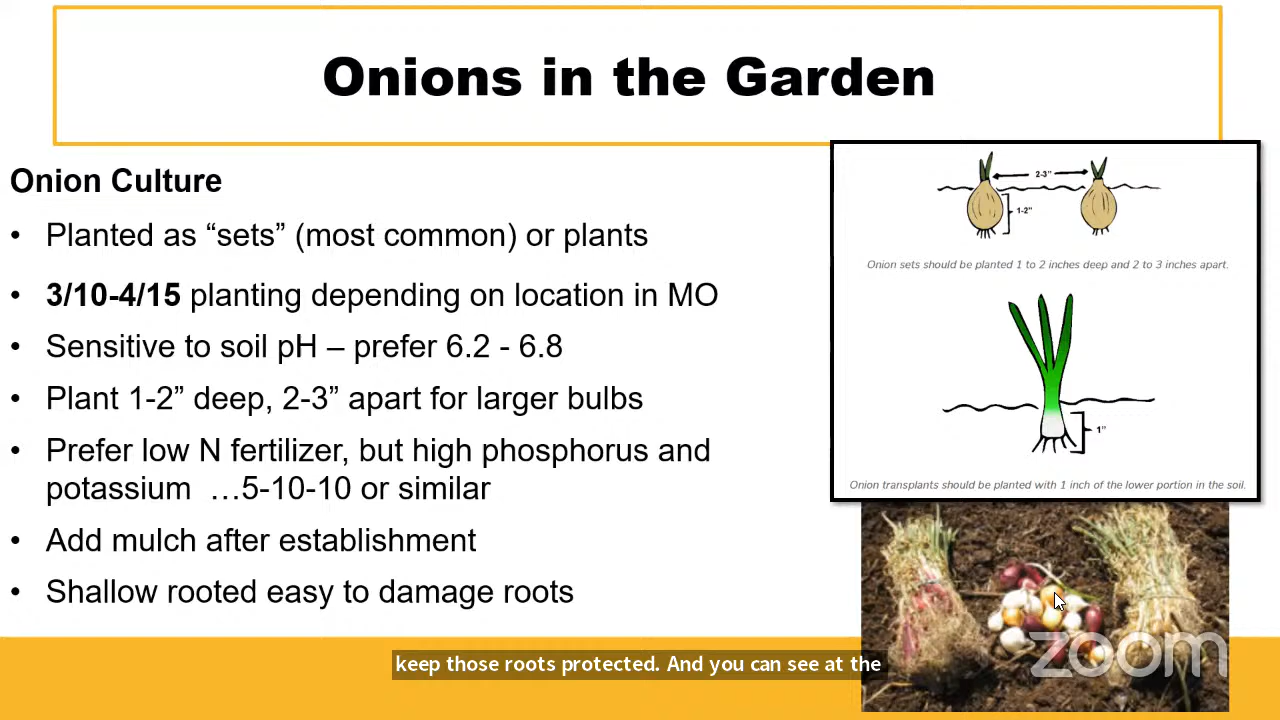 Onions in the Garden
Onion Culture
• Planted as “sets” (most common) or plants
• 3/10-4/15 planting depending on location in MO
• Sensitive to soil pH – prefer 6.2 - 6.8
• Plant 1-2” deep, 2-3” apart for larger bulbs
• Prefer low N fertilizer, but high phosphorus and
potassium …5-10-10 or similar
• Add mulch after establishment
• Shallow rooted easy to damage roots
2-3"
1-2"
Onion sets should be planted 1 to 2 inches deep and 2 to 3 inches apart.
1"
Onion transplants should be planted with 1 inch of the lower portion in the soil.
zoom
keep those roots protected. And you can see at the